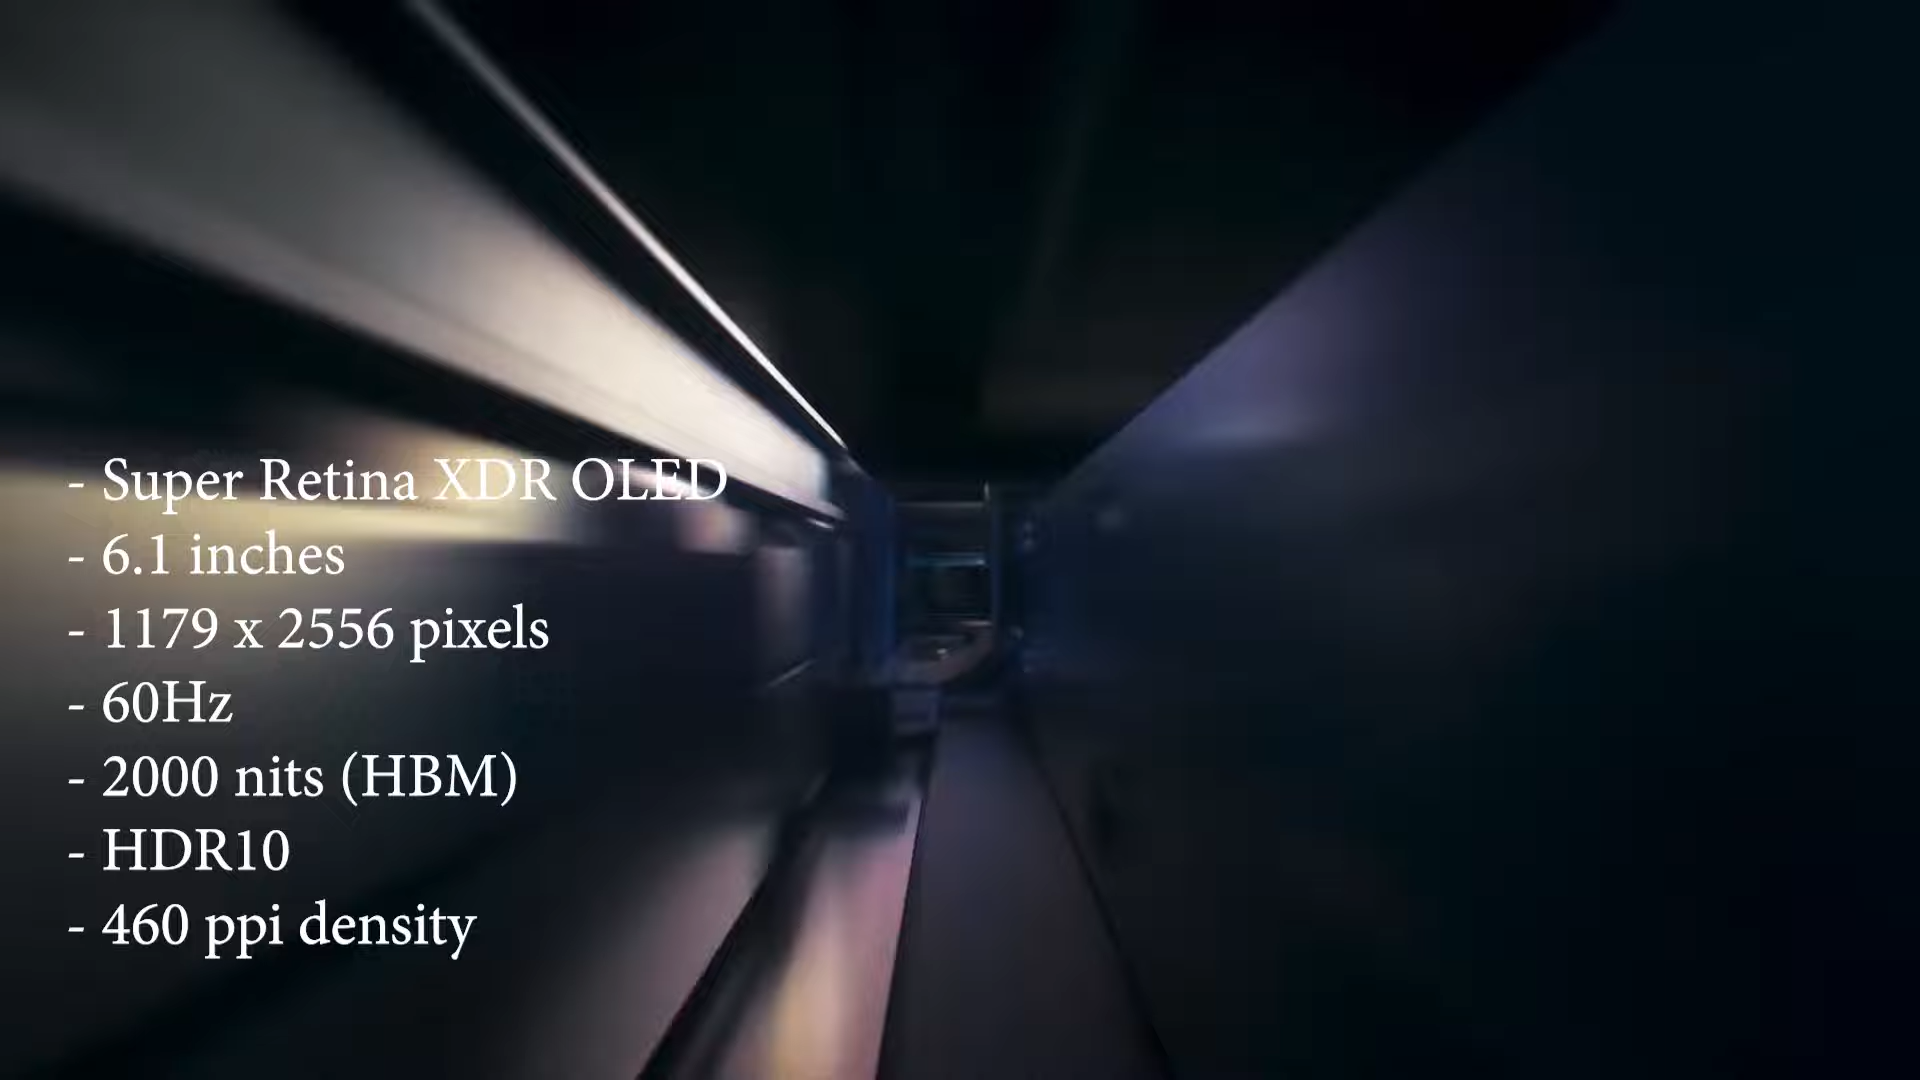 - Super Retina XDR OLED
- 6.1 inches
- 1179 x 2556 pixels
- 60Hz
- 2000 nits (HBM)
- HDR10
- 460 ppi density